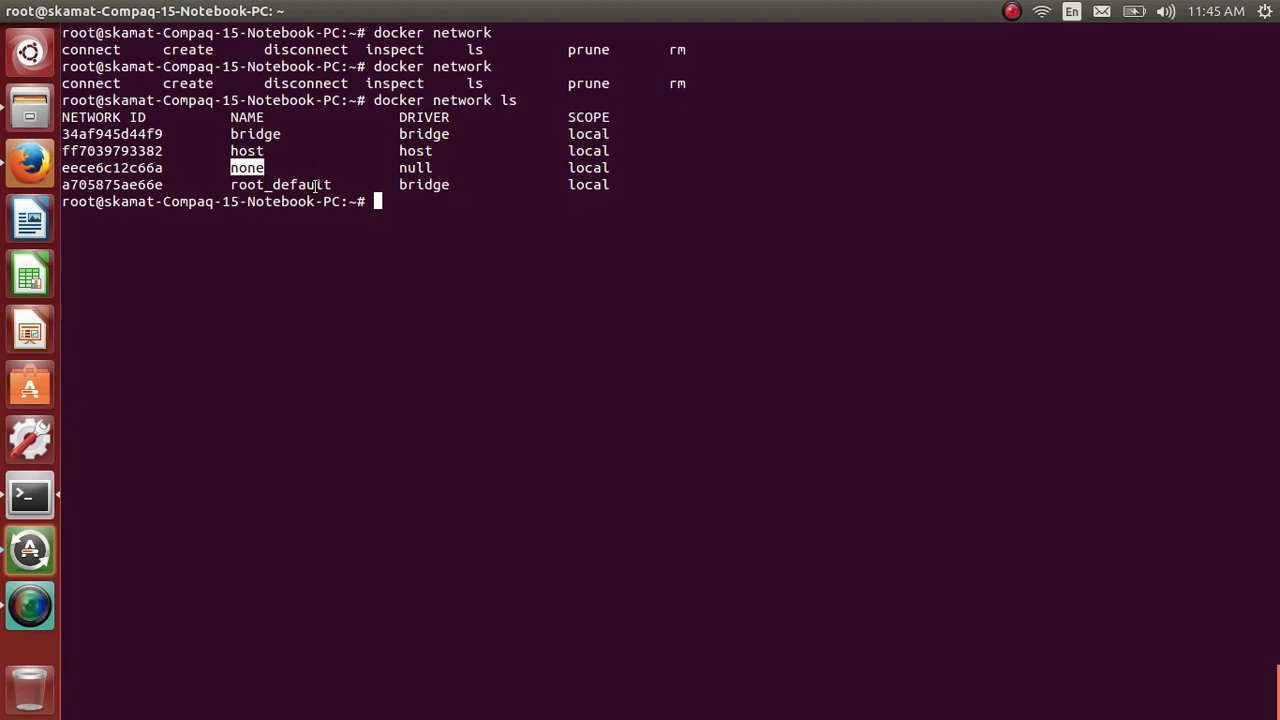 root@skamat-Compaq-15-Notebook-PC: ~ En 11:45 AM
root@skamat-Compaq-15-Notebook-PC:~# docker network
connect create disconnect inspect ls prune rm
root@skamat-Compaq-15-Notebook-PC:~# docker network
connect create disconnect inspect ls prune rm
root@skamat-Compaq-15-Notebook-PC:~# docker network ls
NETWORK ID NAME DRIVER SCOPE
34af945d44f9 bridge bridge local
ff7039793382 host host local
eece6c12c66a none null local
a705875ae66e root_default bridge local
root@skamat-Compaq-15-Notebook-PC:~#